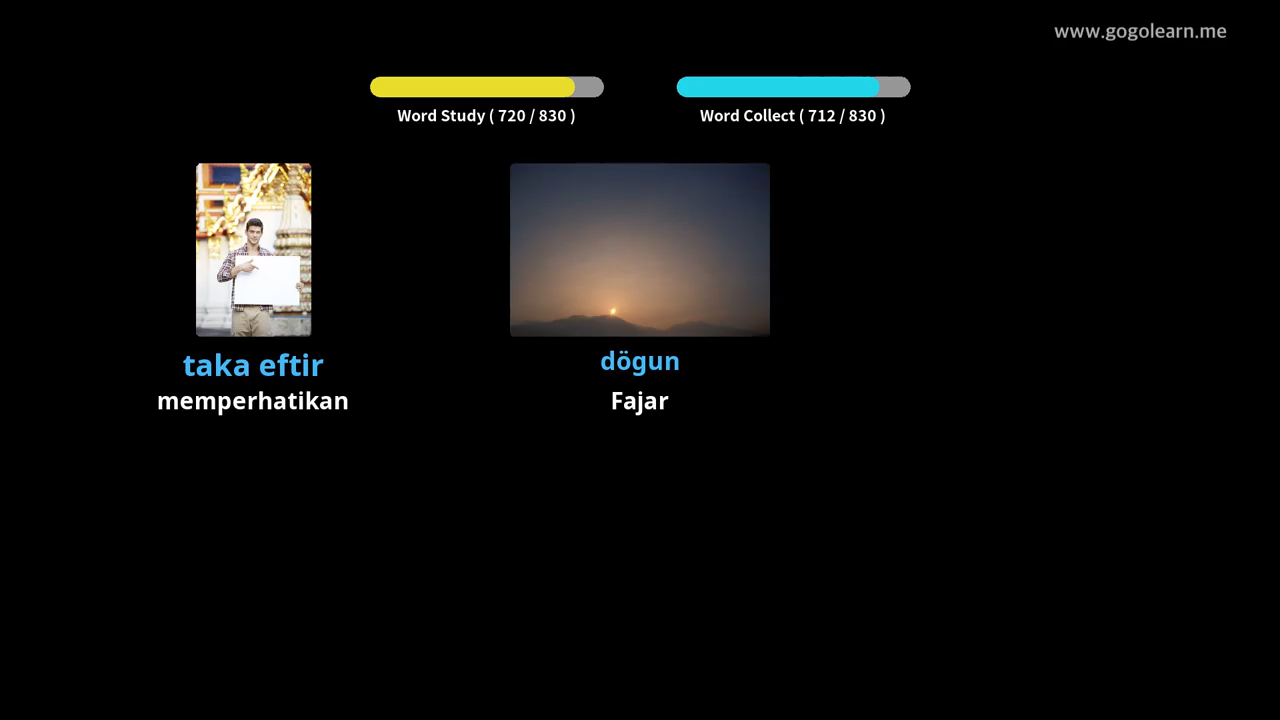 www.gogolearn.me
Word Study ( 720 / 830 )
Word Collect ( 712 / 830 )
taka eftir
memperhatikan
dögun
Fajar